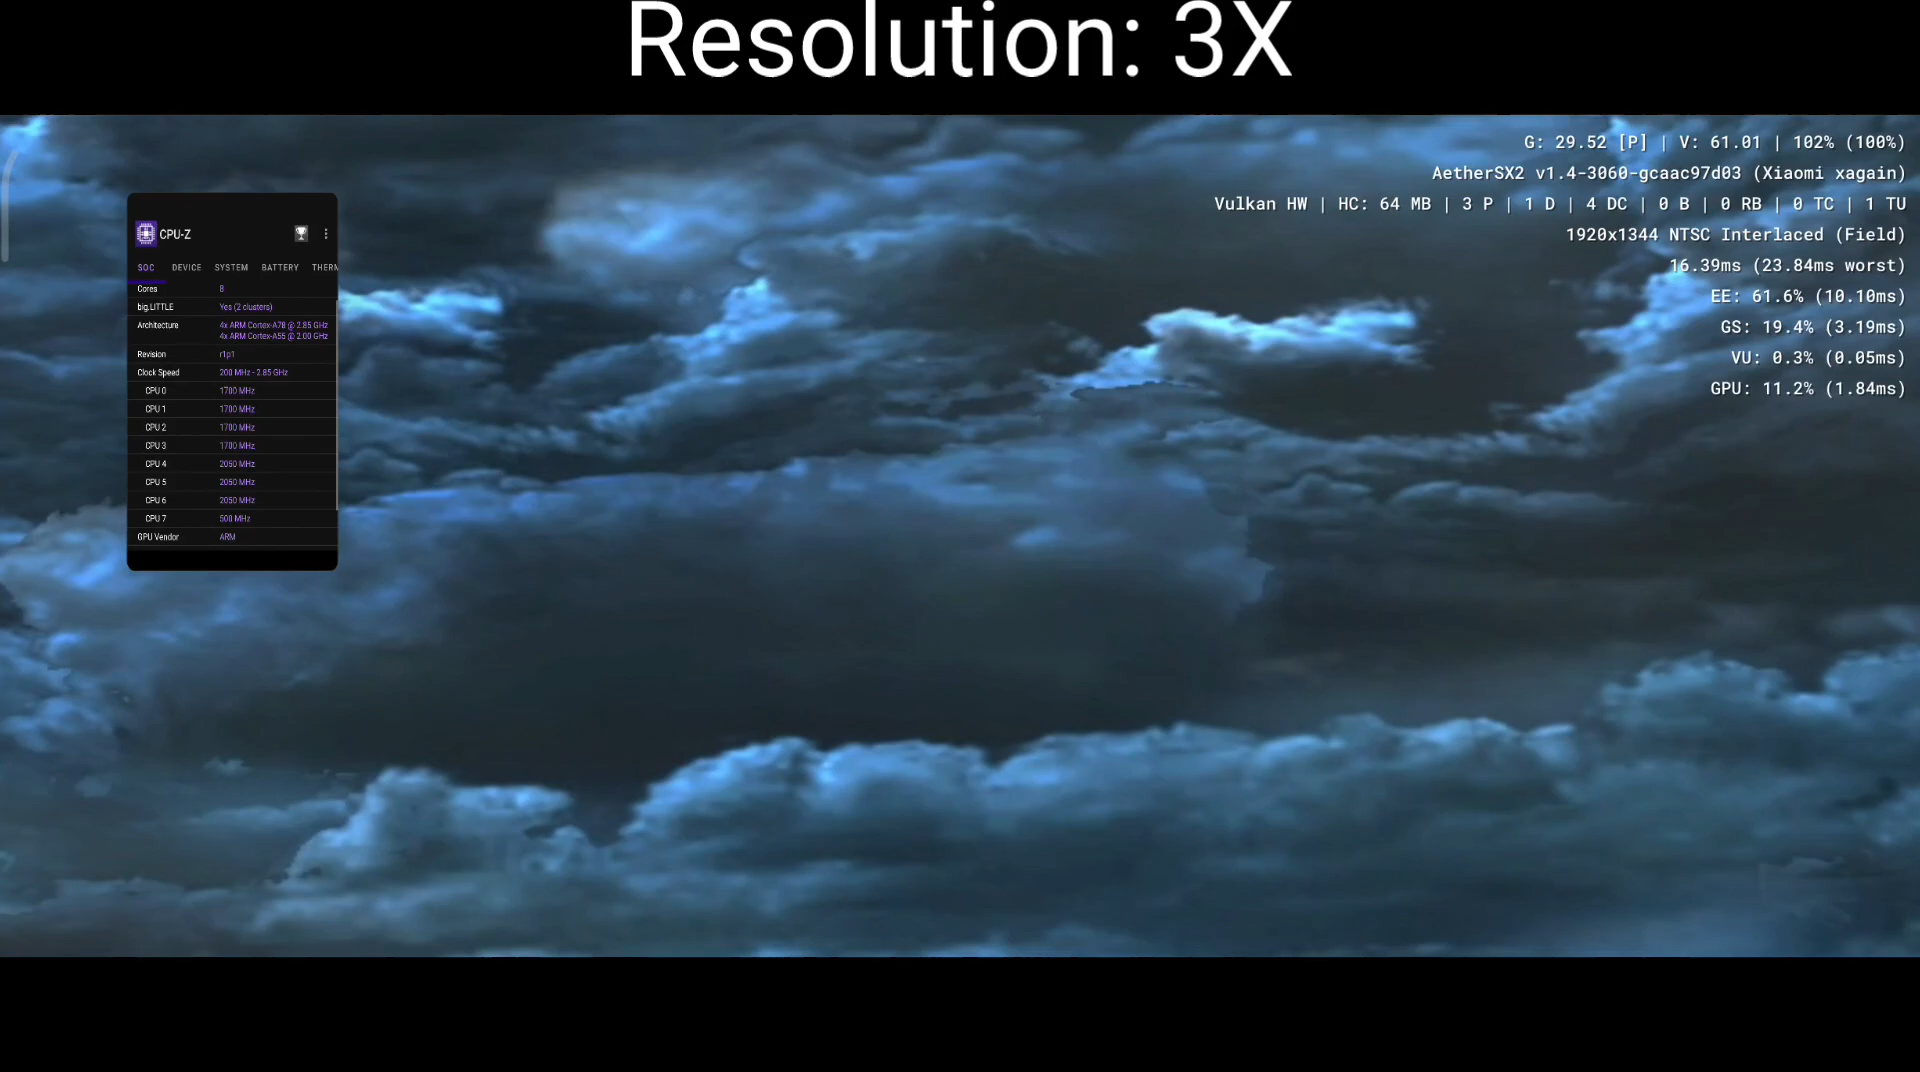 Resolution: 3X
G: 29.52 [P] | V: 61.01 | 102% (100%)
AetherSX2 v1.4-3060-gcaac97d03 (Xiaomi xagain)
Vulkan HW | HC: 64 MB | 3 P | 1 D | 4 DC | 0 B | 0 RB | 0 TC | 1 TU
1920x1344 NTSC Interlaced (Field)
16.39ms (23.84ms worst)
EE: 61.6% (10.10ms)
GS: 19.4% (3.19ms)
VU: 0.3% (0.05ms)
GPU: 11.2% (1.84ms)
CPU-Z
SOC DEVICE SYSTEM BATTERY THERM
Cores 8
big.LITTLE Yes (2 clusters)
Architecture 4x ARM Cortex-A78 @ 2.85 GHz
4x ARM Cortex-A55 @ 2.00 GHz
Revision r1p1
Clock Speed 200 MHz - 2.85 GHz
CPU 0 1700 MHz
CPU 1 1700 MHz
CPU 2 1700 MHz
CPU 3 1700 MHz
CPU 4 2050 MHz
CPU 5 2050 MHz
CPU 6 2050 MHz
CPU 7 500 MHz
GPU Vendor ARM